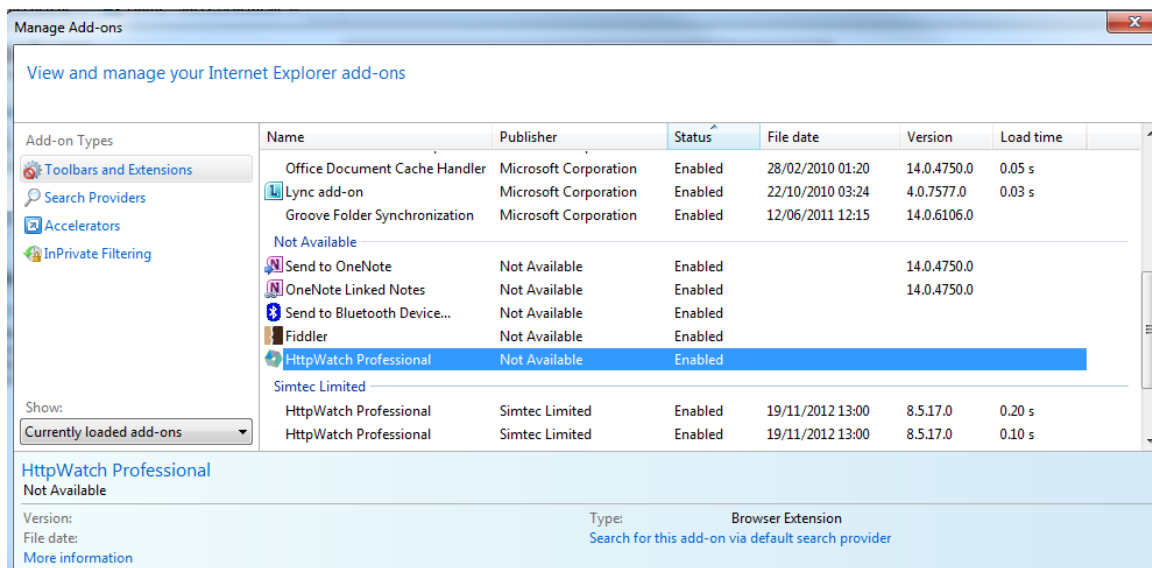 Manage Add-ons
View and manage your Internet Explorer add-ons
Add-on Types
Toolbars and Extensions
Search Providers
Accelerators
InPrivate Filtering
Show:
Currently loaded add-ons
Name Publisher Status File date Version Load time
Office Document Cache Handler Microsoft Corporation Enabled 28/02/2010 01:20 14.0.4750.0 0.05 s
Lync add-on Microsoft Corporation Enabled 22/10/2010 03:24 4.0.7577.0 0.03 s
Groove Folder Synchronization Microsoft Corporation Enabled 12/06/2011 12:15 14.0.6106.0
Not Available
Send to OneNote Not Available Enabled 14.0.4750.0
OneNote Linked Notes Not Available Enabled 14.0.4750.0
Send to Bluetooth Device... Not Available Enabled
Fiddler Not Available Enabled
HttpWatch Professional Not Available Enabled
Simtec Limited
HttpWatch Professional Simtec Limited Enabled 19/11/2012 13:00 8.5.17.0 0.20 s
HttpWatch Professional Simtec Limited Enabled 19/11/2012 13:00 8.5.17.0 0.10 s
HttpWatch Professional
Not Available
Version:
File date:
More information
Type: Browser Extension
Search for this add-on via default search provider